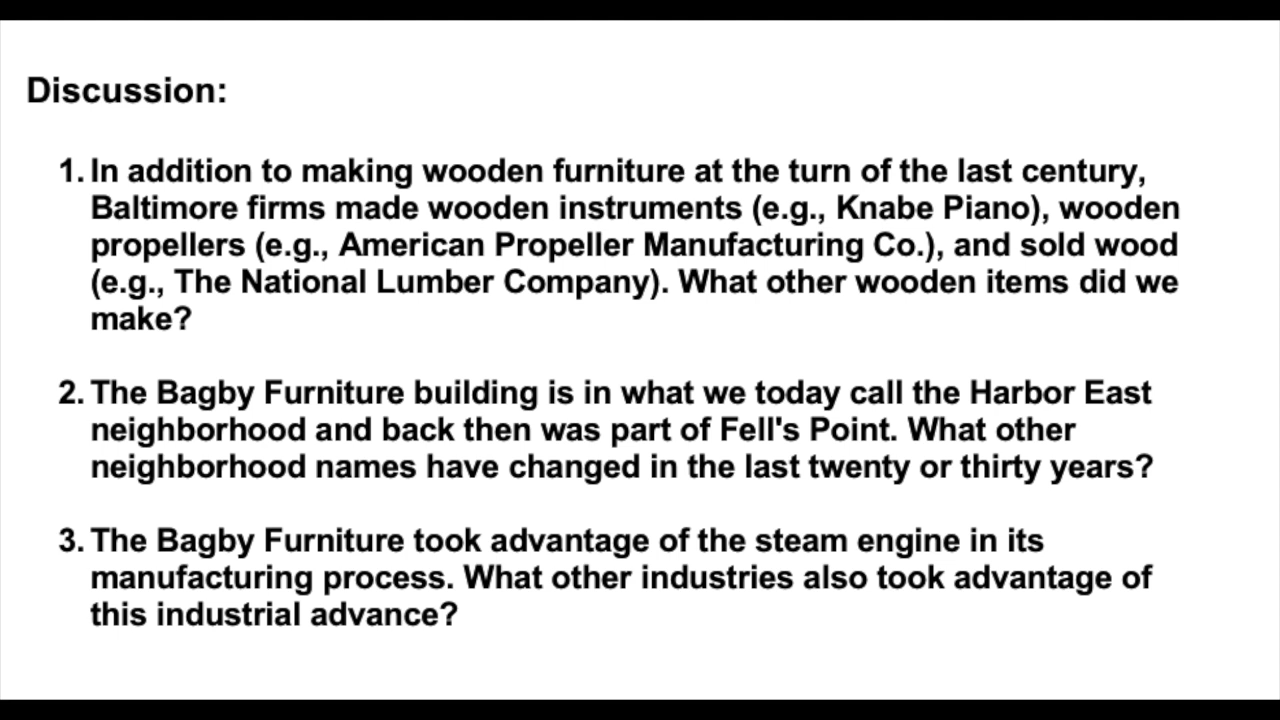 Discussion:
1. In addition to making wooden furniture at the turn of the last century,
Baltimore firms made wooden instruments (e.g., Knabe Piano), wooden
propellers (e.g., American Propeller Manufacturing Co.), and sold wood
(e.g., The National Lumber Company). What other wooden items did we
make?
2. The Bagby Furniture building is in what we today call the Harbor East
neighborhood and back then was part of Fell's Point. What other
neighborhood names have changed in the last twenty or thirty years?
3. The Bagby Furniture took advantage of the steam engine in its
manufacturing process. What other industries also took advantage of
this industrial advance?